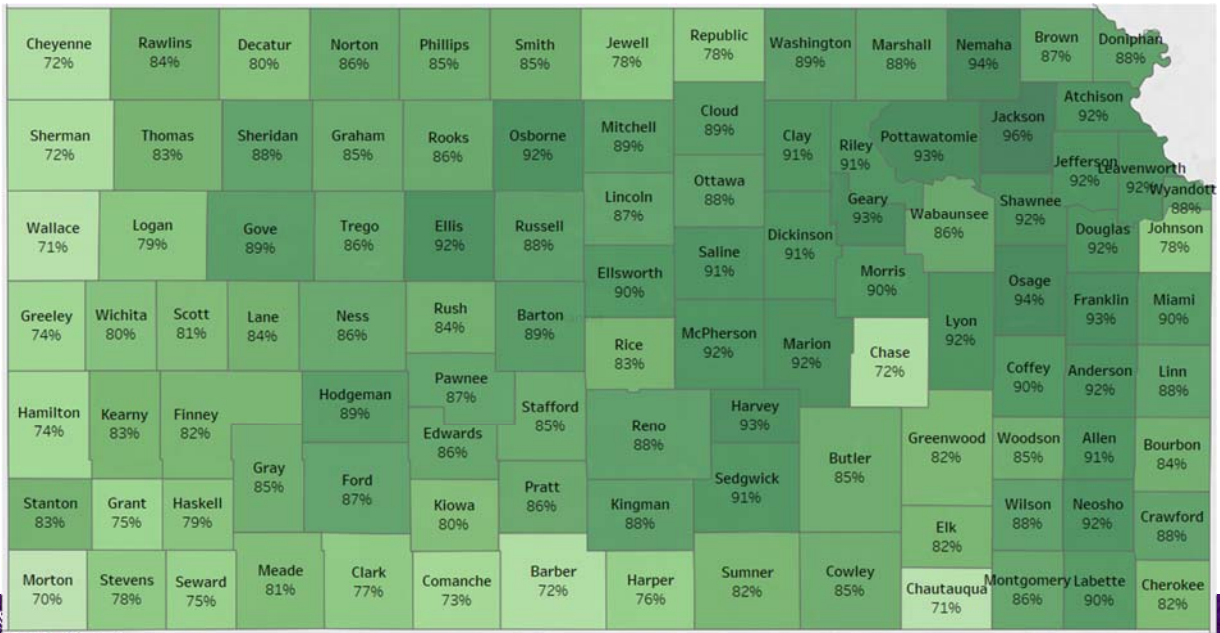 Cheyenne
72%
Rawlins
84%
Decatur
80%
Norton
86%
Phillips
85%
Smith
85%
Jewell
78%
Republic
78%
Washington
89%
Marshall
88%
Nemaha
94%
Brown
87%
Doniphan
88%
Sherman
72%
Thomas
83%
Sheridan
88%
Graham
85%
Rooks
86%
Osborne
92%
Mitchell
89%
Cloud
89%
Clay
91%
Riley
91%
Pottawatomie
93%
Jackson
96%
Atchison
92%
Jefferson
92%
Leavenworth
92%
Wyandott
88%
Wallace
71%
Logan
79%
Gove
89%
Trego
86%
Ellis
92%
Russell
88%
Lincoln
87%
Ottawa
88%
Saline
91%
Dickinson
91%
Geary
93%
Wabaunsee
86%
Shawnee
92%
Douglas
92%
Johnson
78%
Greeley
74%
Wichita
80%
Scott
81%
Lane
84%
Ness
86%
Rush
84%
Barton
89%
Ellsworth
90%
Rice
83%
McPherson
92%
Marion
92%
Morris
90%
Chase
72%
Lyon
92%
Osage
94%
Franklin
93%
Miami
90%
Hamilton
74%
Kearny
83%
Finney
82%
Hodgeman
89%
Pawnee
87%
Edwards
86%
Stafford
85%
Reno
88%
Harvey
93%
Coffey
90%
Anderson
92%
Linn
88%
Gray
85%
Ford
87%
Sedgwick
91%
Butler
85%
Greenwood
82%
Woodson
85%
Allen
91%
Bourbon
84%
Stanton
83%
Grant
75%
Haskell
79%
Kiowa
80%
Pratt
86%
Kingman
88%
Elk
82%
Wilson
88%
Neosho
92%
Crawford
88%
Morton
70%
Stevens
78%
Seward
75%
Meade
81%
Clark
77%
Comanche
73%
Barber
72%
Harper
76%
Sumner
82%
Cowley
85%
Chautauqua
71%
Montgomery
86%
Labette
90%
Cherokee
82%